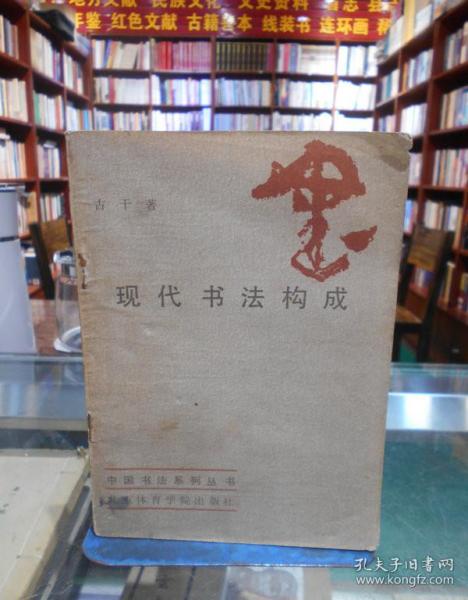 地方文献 民族文化 文史资料
年鉴 红色文献 古籍善本 线装书 连环画
古干著
现代书法构成
中国书法系列丛书
北京体育学院出版社
孔夫子旧书网
www.kongfz.com